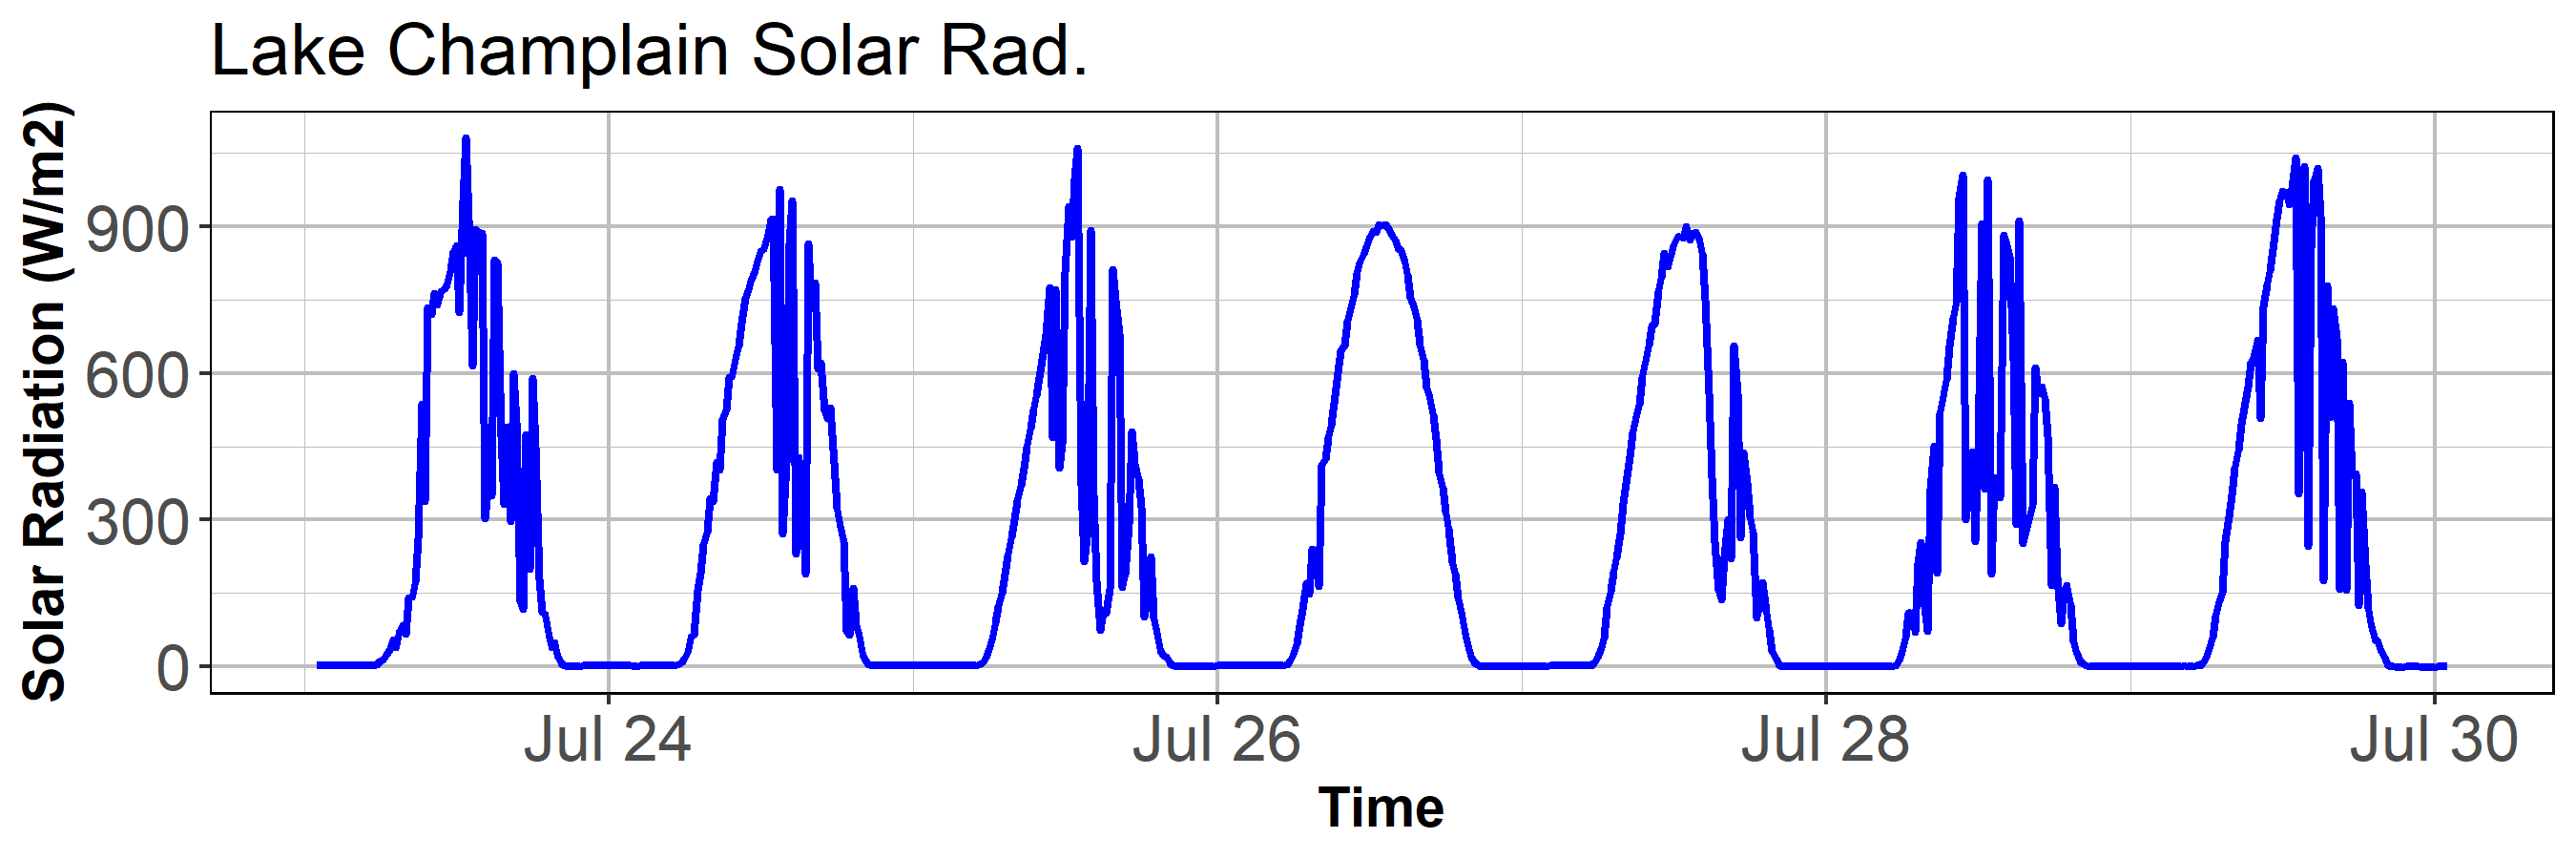 Lake Champlain Solar Rad.
Solar Radiation (W/m2)
900
600
300
0
Jul 24 Jul 26 Jul 28 Jul 30
Time